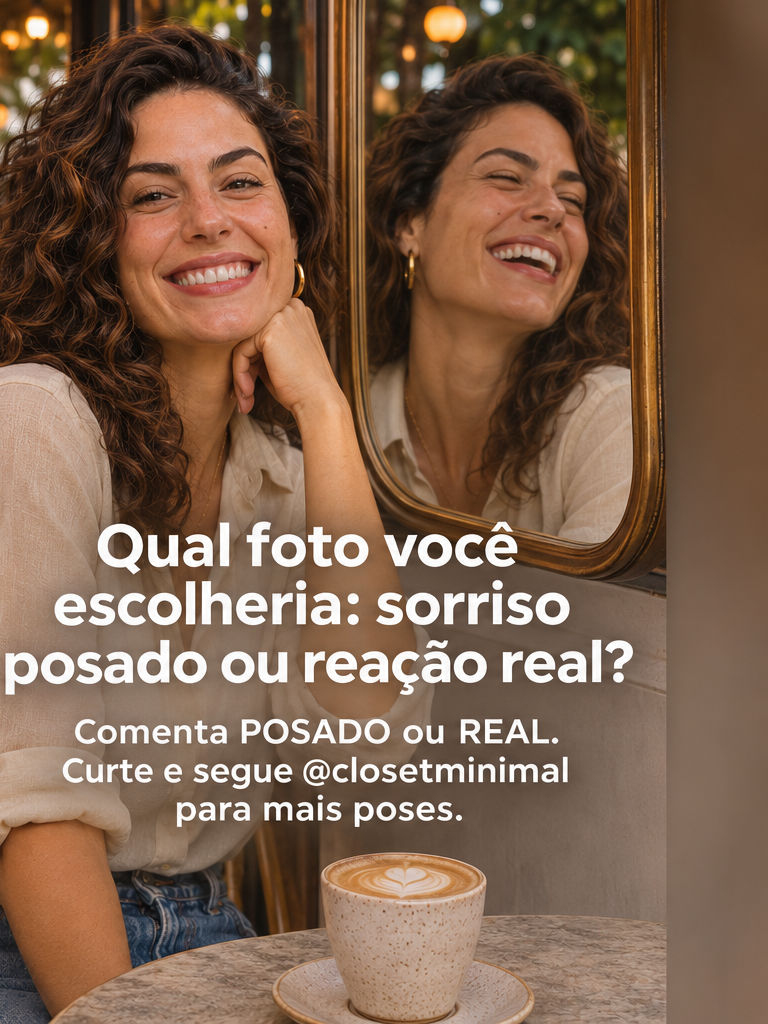 Qual foto você
escolheria: sorriso
posado ou reação real?
Comenta POSADO ou REAL.
Curte e segue @closetminimal
para mais poses.